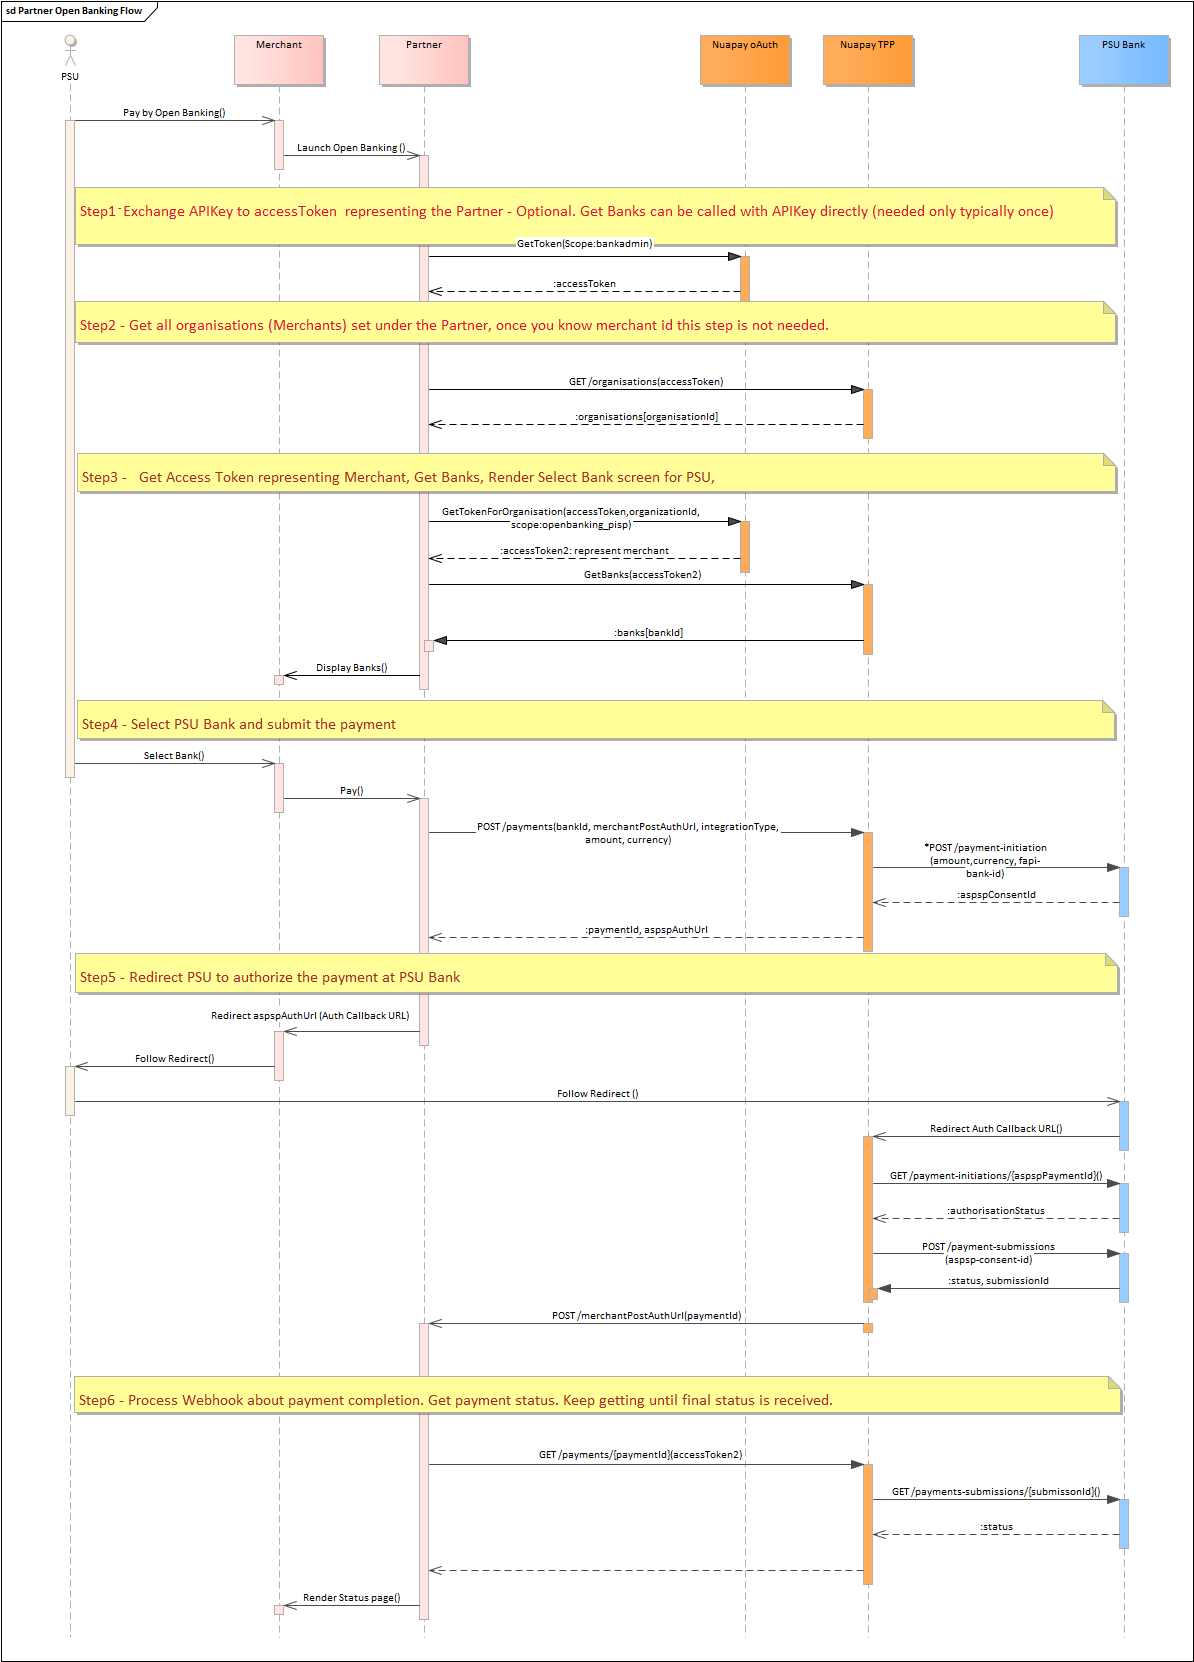 sd Partner Open Banking Flow
PSU
Merchant
Partner
Nuapay oAuth
Nuapay TPP
PSU Bank
Pay by Open Banking()
Launch Open Banking ()
Step1-Exchange APIKey to accessToken  representing the Partner - Optional. Get Banks can be called with APIKey directly (needed only typically once)
GetToken(Scope:bankadmin)
:accessToken
Step2 - Get all organisations (Merchants) set under the Partner, once you know merchant id this step is not needed.
GET /organisations(accessToken)
:organisations[organisationId]
Step3 -   Get Access Token representing Merchant, Get Banks, Render Select Bank screen for PSU,
GetTokenForOrganisation(accessToken,organizationId,
scope:openbanking_pisp)
:accessToken2: represent merchant
GetBanks(accessToken2)
:banks[bankId]
Display Banks()
Step4 - Select PSU Bank and submit the payment
Select Bank()
Pay()
POST /payments(bankId, merchantPostAuthUrl, integrationType,
amount, currency)
*POST /payment-initiation
(amount,currency, fapi-
bank-id)
:aspspConsentId
:paymentId, aspspAuthUrl
Step5 - Redirect PSU to authorize the payment at PSU Bank
Redirect aspspAuthUrl (Auth Callback URL)
Follow Redirect()
Follow Redirect ()
Redirect Auth Callback URL()
GET /payment-initiations/{aspspPaymentId}()
:authorisationStatus
POST /payment-submissions
(aspsp-consent-id)
:status, submissionId
POST /merchantPostAuthUrl(paymentId)
Step6 - Process Webhook about payment completion. Get payment status. Keep getting until final status is received.
GET /payments/{paymentId}(accessToken2)
GET /payments-submissions/{submissonId}()
:status
Render Status page()